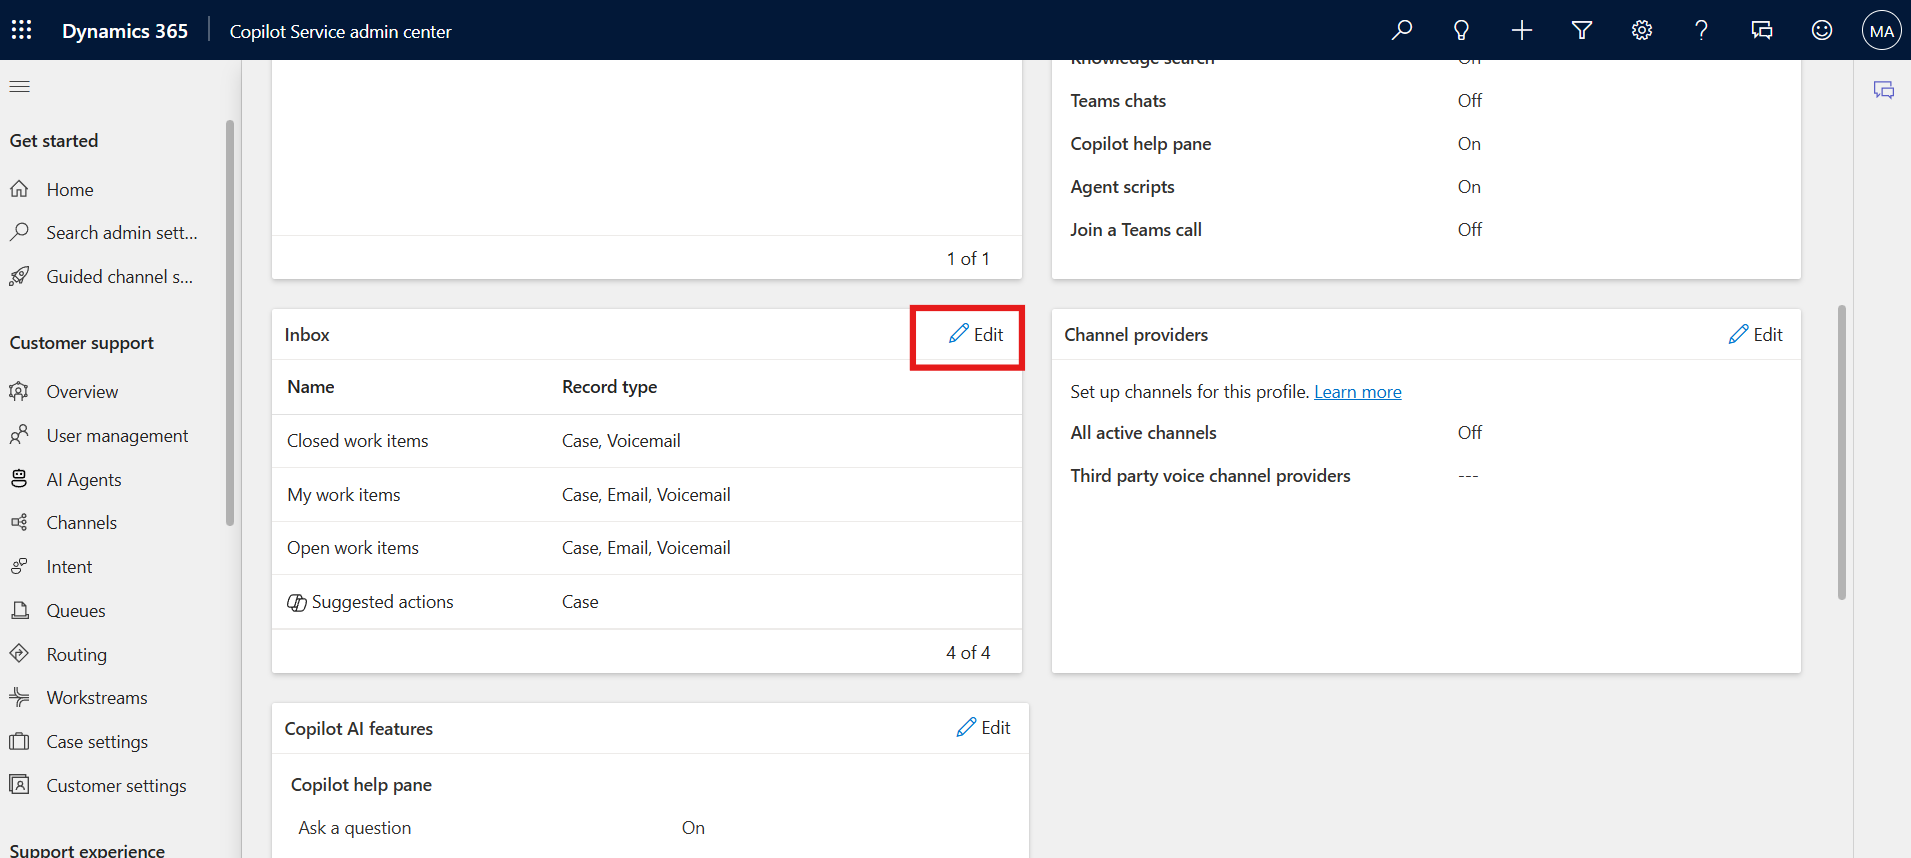 Dynamics 365
Copilot Service admin center
MA
Get started
Home
Search admin sett...
Guided channel s...
Customer support
Overview
User management
AI Agents
Channels
Intent
Queues
Routing
Workstreams
Case settings
Customer settings
Support experience
1 of 1
Knowledge search On
Teams chats Off
Copilot help pane On
Agent scripts On
Join a Teams call Off
Inbox Edit
Name Record type
Closed work items Case, Voicemail
My work items Case, Email, Voicemail
Open work items Case, Email, Voicemail
Suggested actions Case
4 of 4
Channel providers Edit
Set up channels for this profile. Learn more
All active channels Off
Third party voice channel providers ---
Copilot AI features Edit
Copilot help pane
Ask a question On